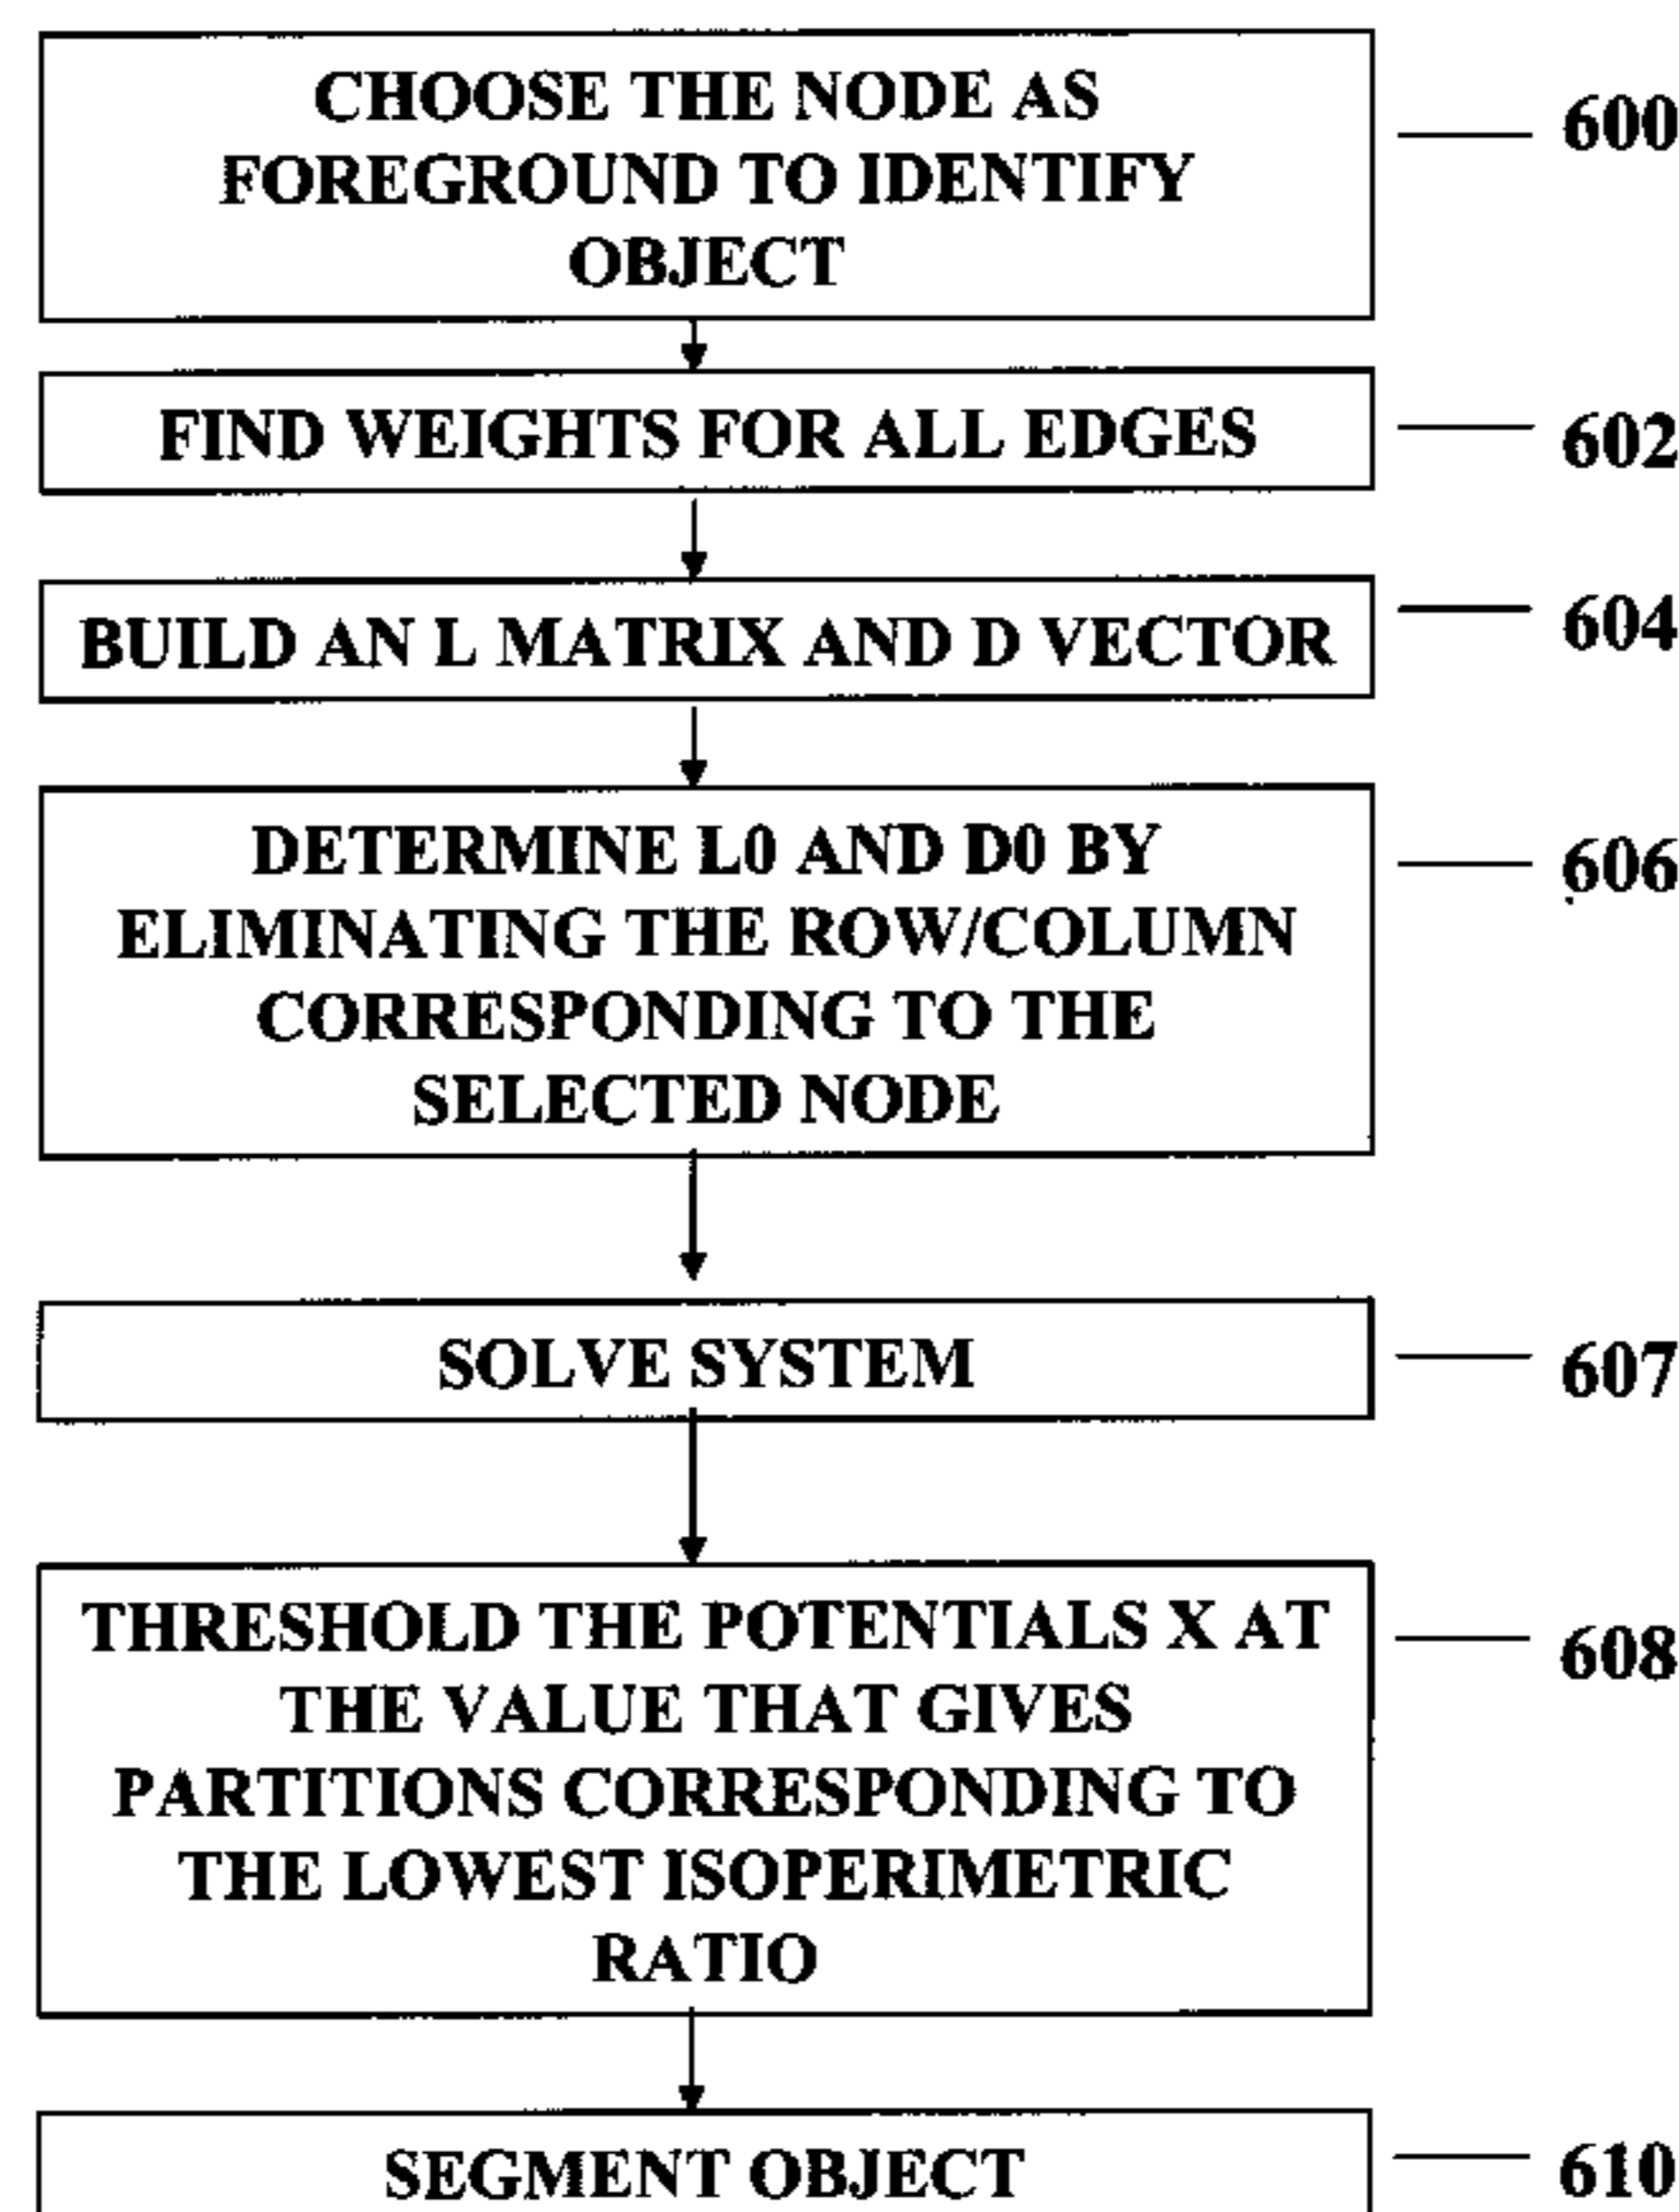 CHOOSE THE NODE AS
FOREGROUND TO IDENTIFY
OBJECT
600
FIND WEIGHTS FOR ALL EDGES
602
BUILD AN L MATRIX AND D VECTOR
604
DETERMINE L0 AND D0 BY
ELIMINATING THE ROW/COLUMN
CORRESPONDING TO THE
SELECTED NODE
606
SOLVE SYSTEM
607
THRESHOLD THE POTENTIALS X AT
THE VALUE THAT GIVES
PARTITIONS CORRESPONDING TO
THE LOWEST ISOPERIMETRIC
RATIO
608
SEGMENT OBJECT
610